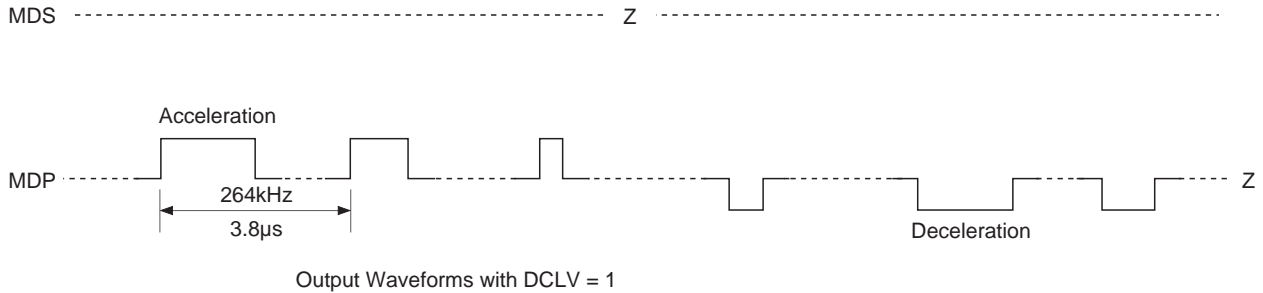 MDS Z
Acceleration
MDP Z
264kHz
3.8µs
Deceleration
Output Waveforms with DCLV = 1